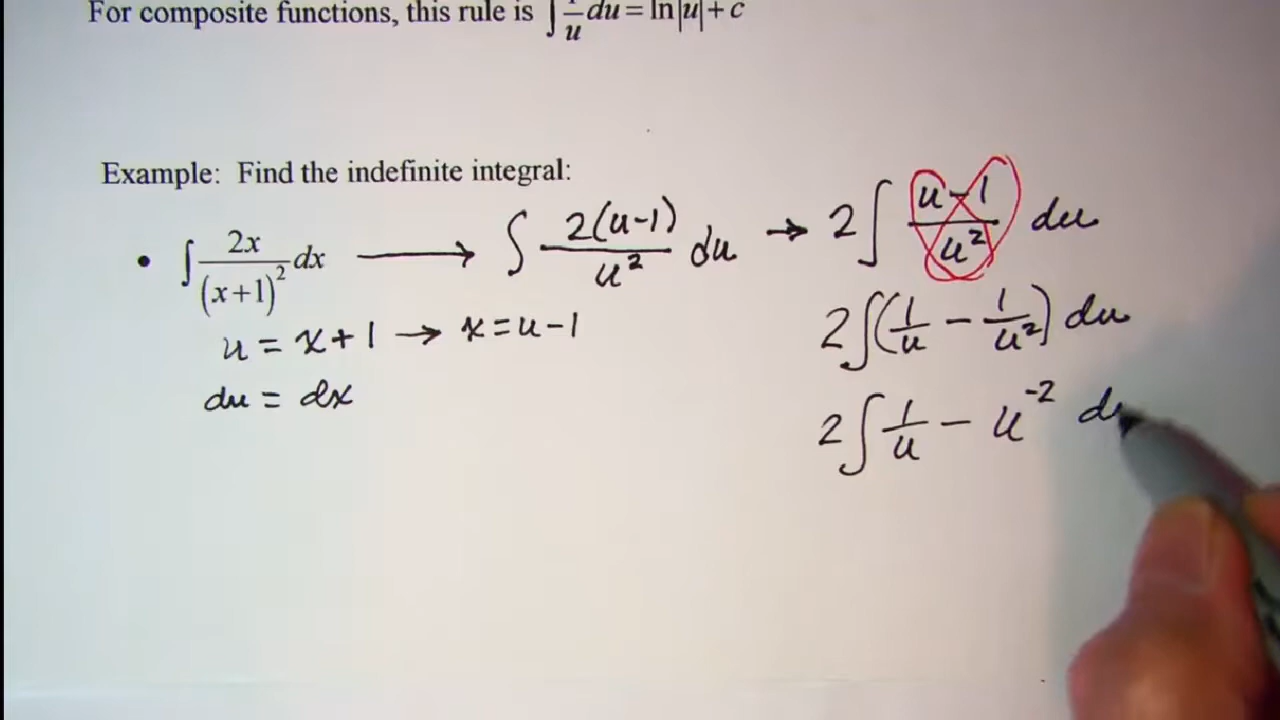 For composite functions, this rule is ∫ 1/u du = ln|u| + c
Example: Find the indefinite integral:
• ∫ 2x/(x+1)² dx ⟶ ∫ 2(u-1)/u² du → 2∫ (u-1)/u² du
u = x+1 → x = u-1
du = dx
2∫(1/u - 1/u²) du
2∫ 1/u - u⁻² du